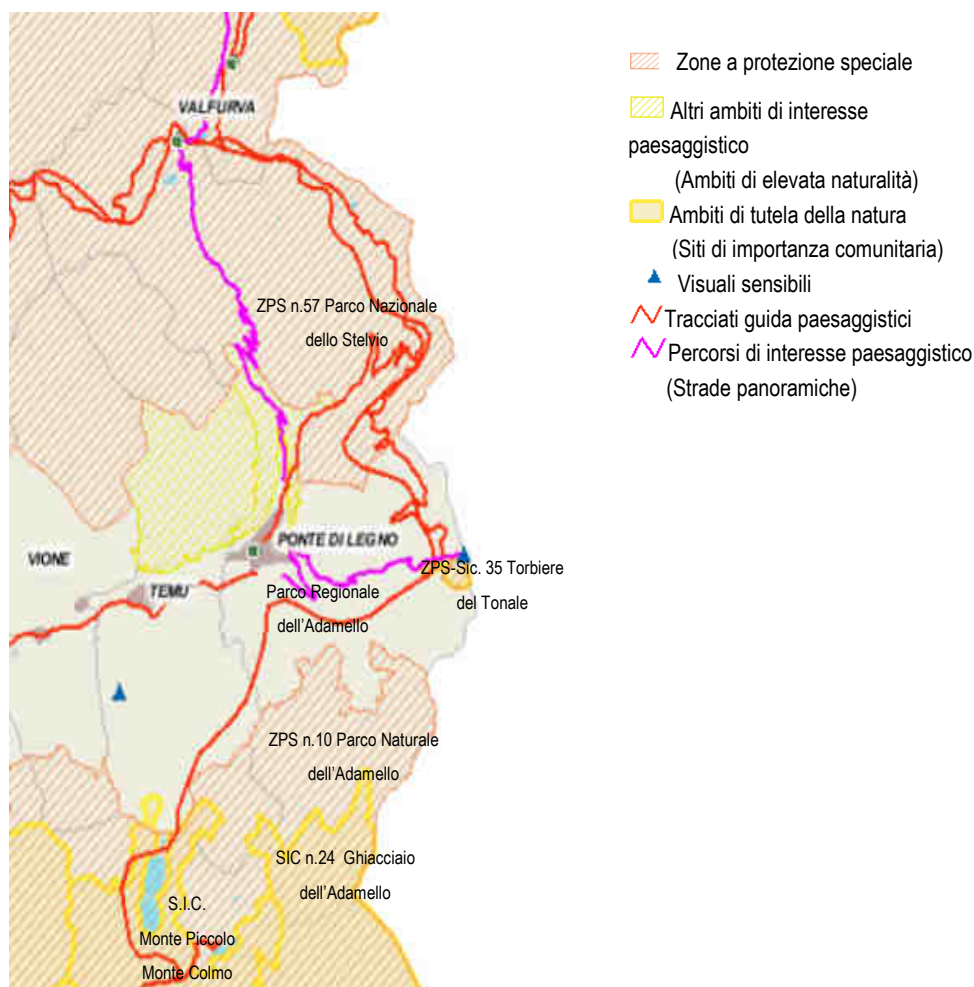 VALFURVA
ZPS n.57 Parco Nazionale
dello Stelvio
PONTE DI LEGNO
VIONE
TEMU
ZPS-Sic. 35 Torbiere
del Tonale
Parco Regionale
dell'Adamello
ZPS n.10 Parco Naturale
dell'Adamello
SIC n.24 Ghiacciaio
dell'Adamello
S.I.C.
Monte Piccolo
Monte Colmo
Zone a protezione speciale
Altri ambiti di interesse
paesaggistico
(Ambiti di elevata naturalità)
Ambiti di tutela della natura
(Siti di importanza comunitaria)
Visuali sensibili
Tracciati guida paesaggistici
Percorsi di interesse paesaggistico
(Strade panoramiche)